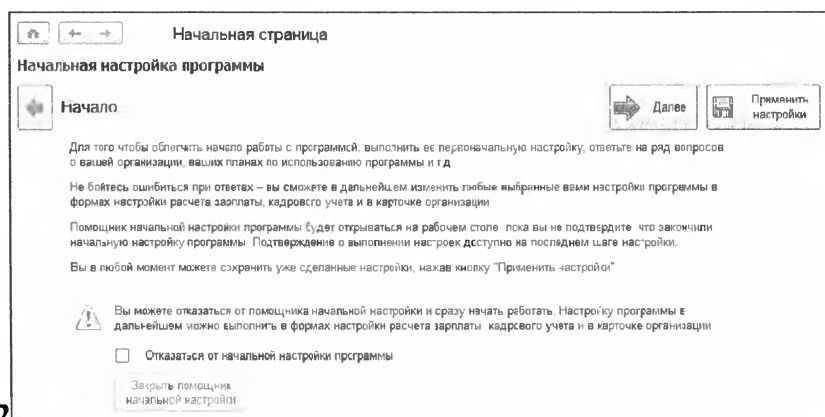 Начальная страница
Начальная настройка программы
Начало
Далее
Применить
настройки
Для того чтобы облегчить начало работы с программой, выполнить ее первоначальную настройку, ответьте на ряд вопросов
о вашей организации, ваших планах по использованию программы и т д
Не бойтесь ошибиться при ответах – вы сможете в дальнейшем изменить любые выбранные вами настройки программы в
формах настройки расчета зарплаты, кадрового учета и в карточке организации
Помощник начальной настройки программы будет открываться на рабочем столе пока вы не подтвердите что закончили
начальную настройку программы Подтверждение о выполнении настроек доступно на последнем шаге настройки.
Вы в любой момент можете сохранить уже сделанные настройки, нажав кнопку "Применить настройки"
Вы можете отказаться от помощника начальной настройки и сразу начать работать. Настройку программы в
дальнейшем можно выполнить в формах настройки расчета зарплаты кадрового учета и в карточке организации
Отказаться от начальной настройки программы
Закрыть помощник
начальной настройки
2